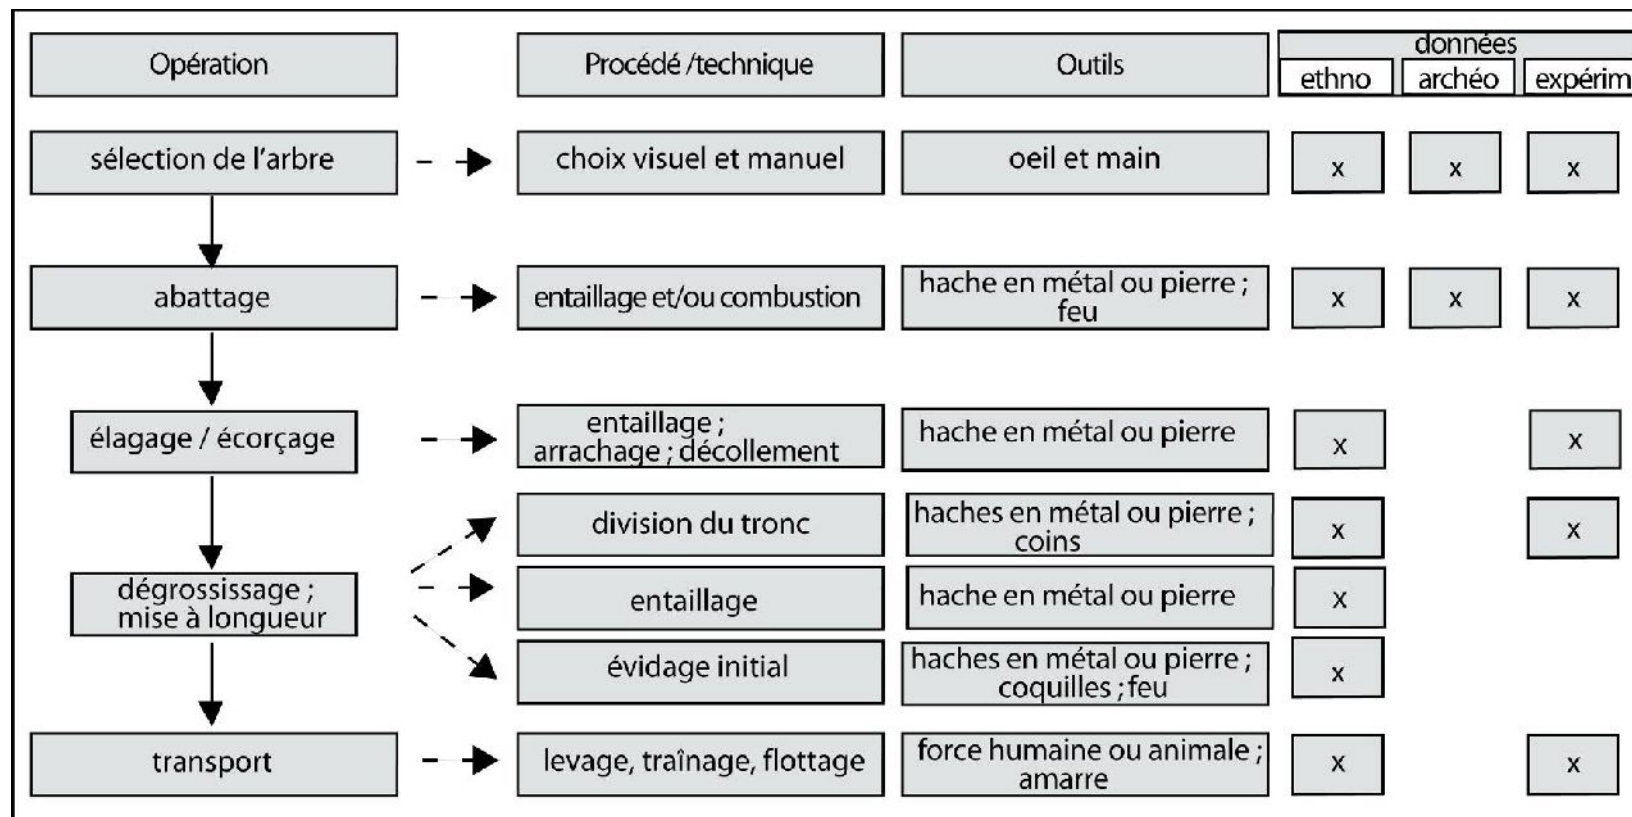 Opération
Procédé /technique
Outils
données
ethno
archéo
expérim
sélection de l'arbre
choix visuel et manuel
oeil et main
x
x
x
abattage
entaillage et/ou combustion
hache en métal ou pierre ;
feu
x
x
x
élagage / écorçage
entaillage ;
arrachage ; décollement
hache en métal ou pierre
x
x
dégrossissage ;
mise à longueur
division du tronc
haches en métal ou pierre ;
coins
x
x
entaillage
hache en métal ou pierre
x
évidage initial
haches en métal ou pierre ;
coquilles ; feu
x
transport
levage, traînage, flottage
force humaine ou animale ;
amarre
x
x